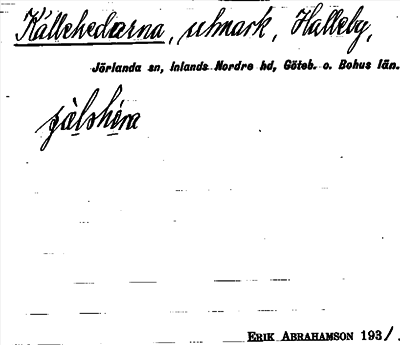 Källehedarna, utmark, Halleby,
Jörlanda sn, Inlands Nordre hd, Göteb. o. Bohus län.
ERIK ABRAHAMSON 193/.